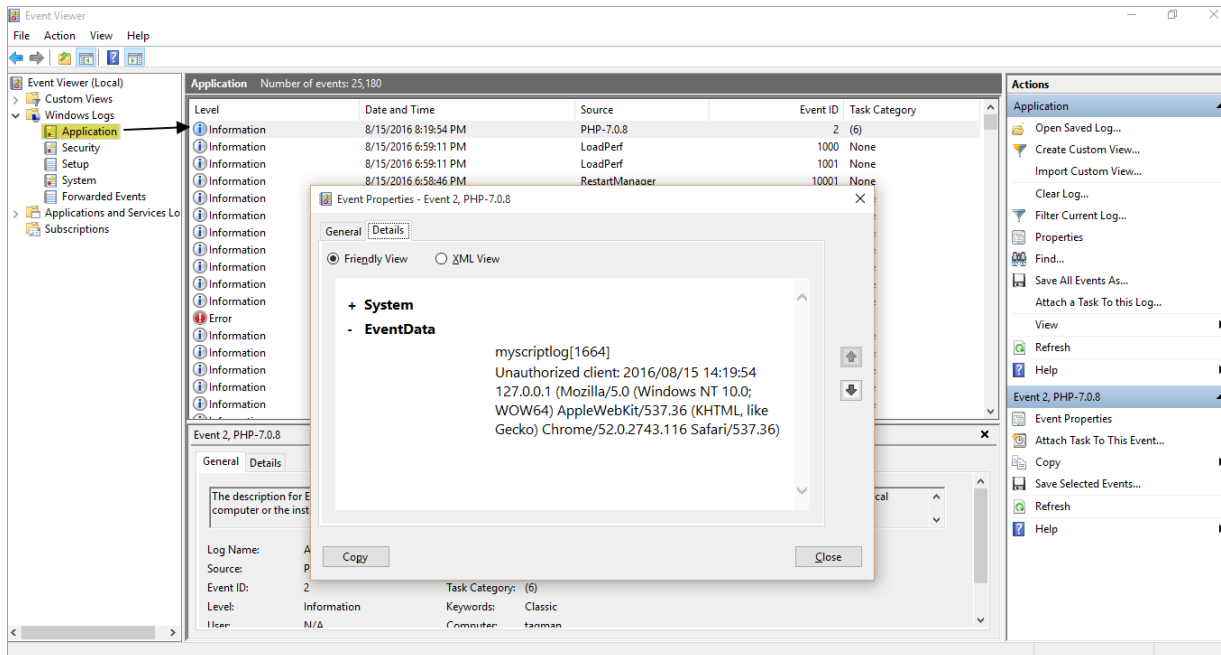 Event Viewer
File Action View Help
Event Viewer (Local)
Custom Views
Windows Logs
Application
Security
Setup
System
Forwarded Events
Applications and Services Lo
Subscriptions
Application Number of events: 25,180
Level Date and Time Source Event ID Task Category
Information 8/15/2016 8:19:54 PM PHP-7.0.8 2 (6)
Information 8/15/2016 6:59:11 PM LoadPerf 1000 None
Information 8/15/2016 6:59:11 PM LoadPerf 1001 None
Information 8/15/2016 6:58:46 PM RestartManager 10001 None
Information
Information
Information
Information
Information
Information
Information
Error
Information
Information
Information
Information
Information
Event Properties - Event 2, PHP-7.0.8
General Details
Friendly View XML View
+ System
- EventData
myscriptlog[1664]
Unauthorized client: 2016/08/15 14:19:54
127.0.0.1 (Mozilla/5.0 (Windows NT 10.0;
WOW64) AppleWebKit/537.36 (KHTML, like
Gecko) Chrome/52.0.2743.116 Safari/537.36)
Copy Close
Event 2, PHP-7.0.8
General Details
The description for E
cal
computer or the inst
Log Name: A
Source: P
Event ID: 2 Task Category: (6)
Level: Information Keywords: Classic
User: N/A Computer: taqman
Actions
Application
Open Saved Log...
Create Custom View...
Import Custom View...
Clear Log...
Filter Current Log...
Properties
Find...
Save All Events As...
Attach a Task To this Log...
View
Refresh
Help
Event 2, PHP-7.0.8
Event Properties
Attach Task To This Event...
Copy
Save Selected Events...
Refresh
Help